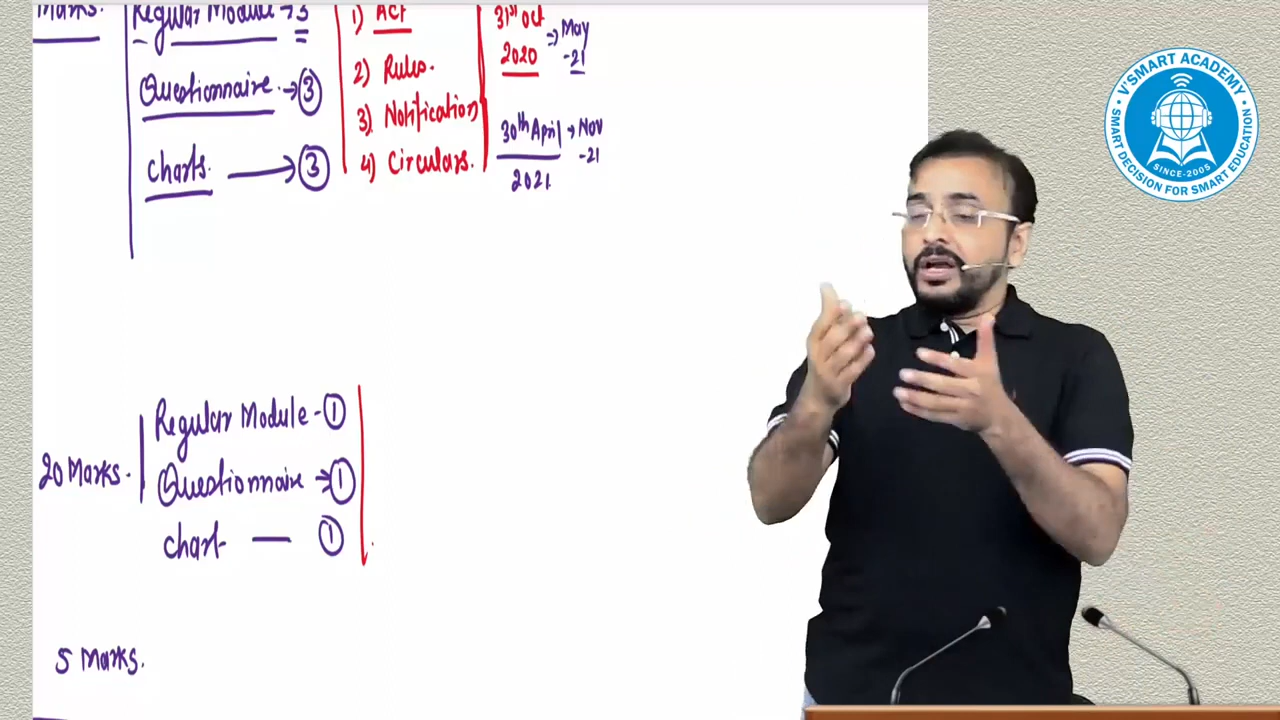 Marks.
Regular Module → 3
Questionnaire. → 3
Charts. → 3
1) Act
2) Rules.
3) Notification
4) Circulars.
31st Oct
2020
⇒ May
-21
30th April → Nov
-21
2021.
20 Marks.
Regular Module - 1
Questionnaire → 1
Chart — 1
5 Marks.
V'SMART ACADEMY
SINCE-2005
SMART DECISION FOR SMART EDUCATION